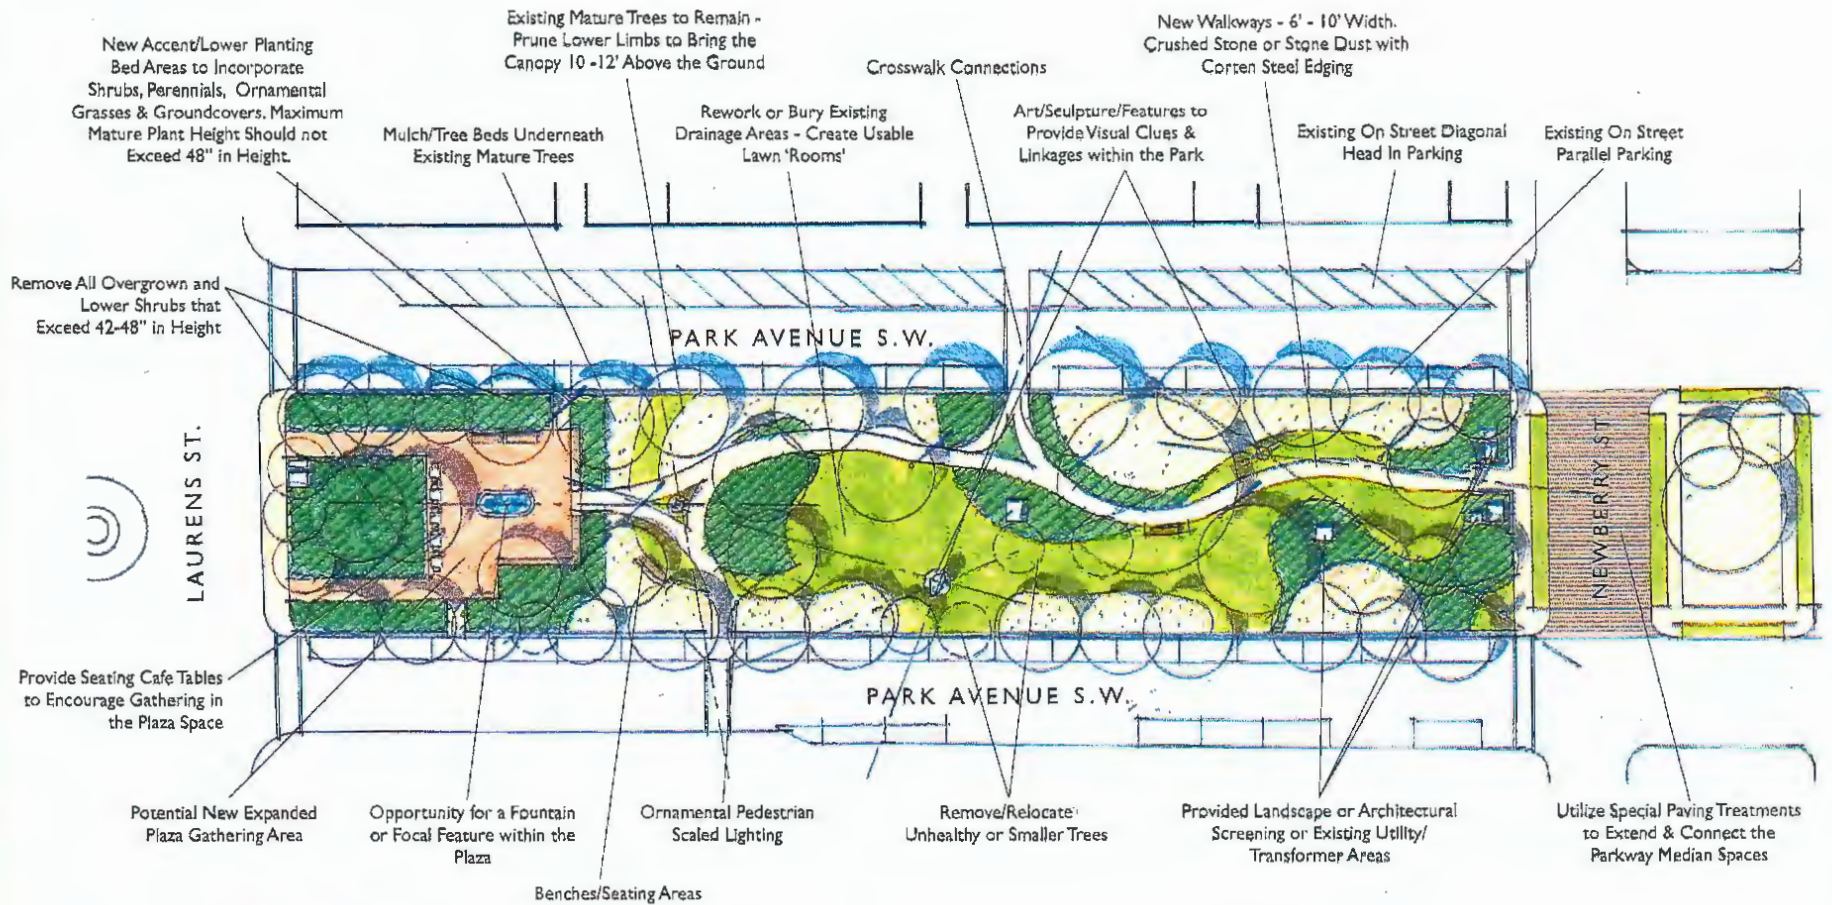 Existing Mature Trees to Remain -
Prune Lower Limbs to Bring the
Canopy 10 -12' Above the Ground
New Walkways - 6' - 10' Width.
Crushed Stone or Stone Dust with
Corten Steel Edging
New Accent/Lower Planting
Bed Areas to Incorporate
Shrubs, Perennials, Ornamental
Grasses & Groundcovers. Maximum
Mature Plant Height Should not
Exceed 48" in Height.
Crosswalk Connections
Mulch/Tree Beds Underneath
Existing Mature Trees
Rework or Bury Existing
Drainage Areas - Create Usable
Lawn 'Rooms'
Art/Sculpture/Features to
Provide Visual Clues &
Linkages within the Park
Existing On Street Diagonal
Head In Parking
Existing On Street
Parallel Parking
Remove All Overgrown and
Lower Shrubs that
Exceed 42-48" in Height
PARK AVENUE S.W.
LAURENS ST.
NEWBERRY ST.
PARK AVENUE S.W.
Provide Seating Cafe Tables
to Encourage Gathering in
the Plaza Space
Potential New Expanded
Plaza Gathering Area
Opportunity for a Fountain
or Focal Feature within the
Plaza
Benches/Seating Areas
Ornamental Pedestrian
Scaled Lighting
Remove/Relocate
Unhealthy or Smaller Trees
Provided Landscape or Architectural
Screening or Existing Utility/
Transformer Areas
Utilize Special Paving Treatments
to Extend & Connect the
Parkway Median Spaces